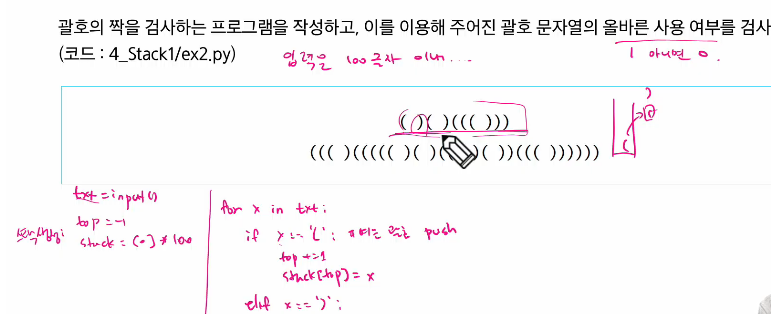 괄호의 짝을 검사하는 프로그램을 작성하고, 이를 이용해 주어진 괄호 문자열의 올바른 사용 여부를 검사
(코드 : 4_Stack1/ex2.py)
입력은 100글자 이내...
1 아니면 0.
( )( )((( )))
((( )((((( )( )( )( ))((( ))))))
)
(
txt = input()
top = -1
스택생성:
stack = [0] * 100
for x in txt:
if x == '(': 여는 괄호 push
top += 1
stack[top] = x
elif x == ')':